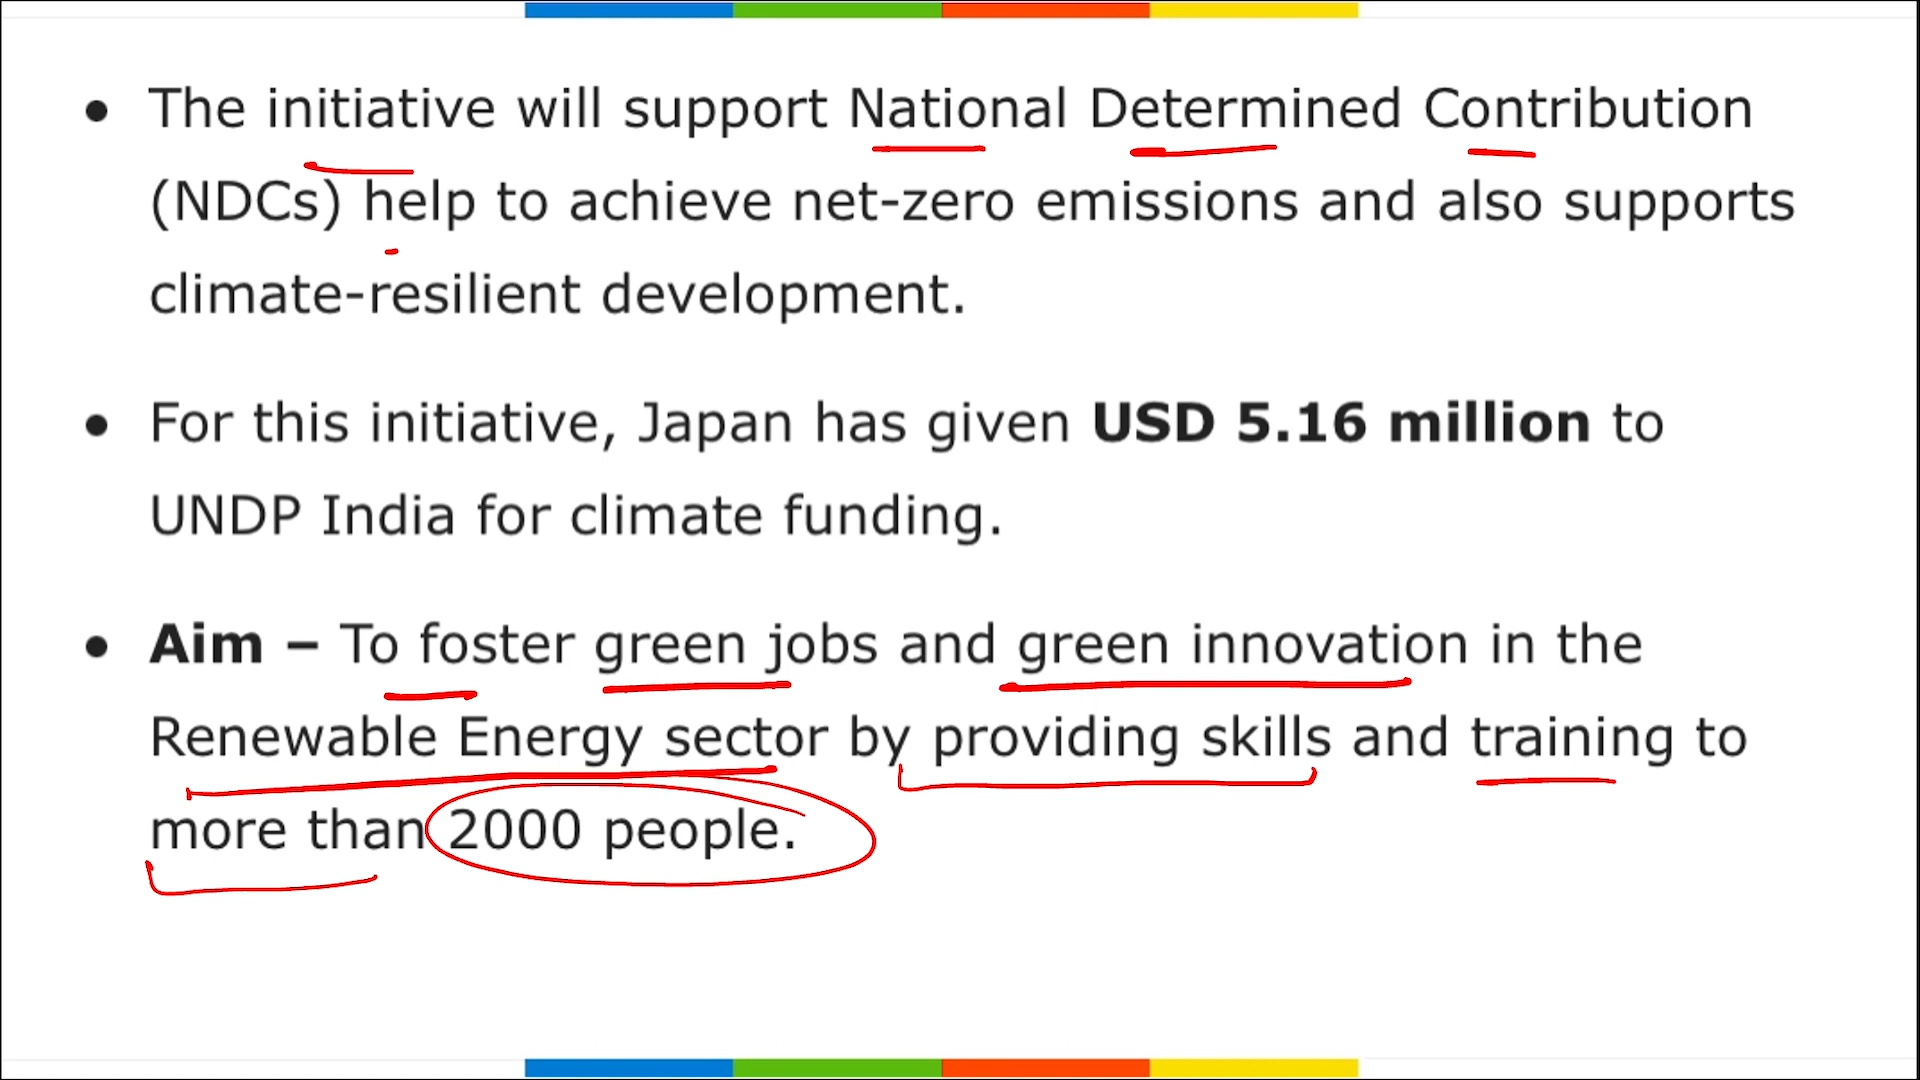 • The initiative will support National Determined Contribution
(NDCs) help to achieve net-zero emissions and also supports
climate-resilient development.
• For this initiative, Japan has given USD 5.16 million to
UNDP India for climate funding.
• Aim – To foster green jobs and green innovation in the
Renewable Energy sector by providing skills and training to
more than 2000 people.